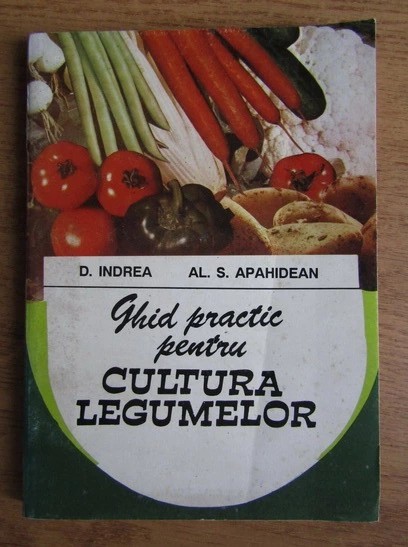 D. INDREA AL. S. APAHIDEAN
Ghid practic
pentru
CULTURA
LEGUMELOR